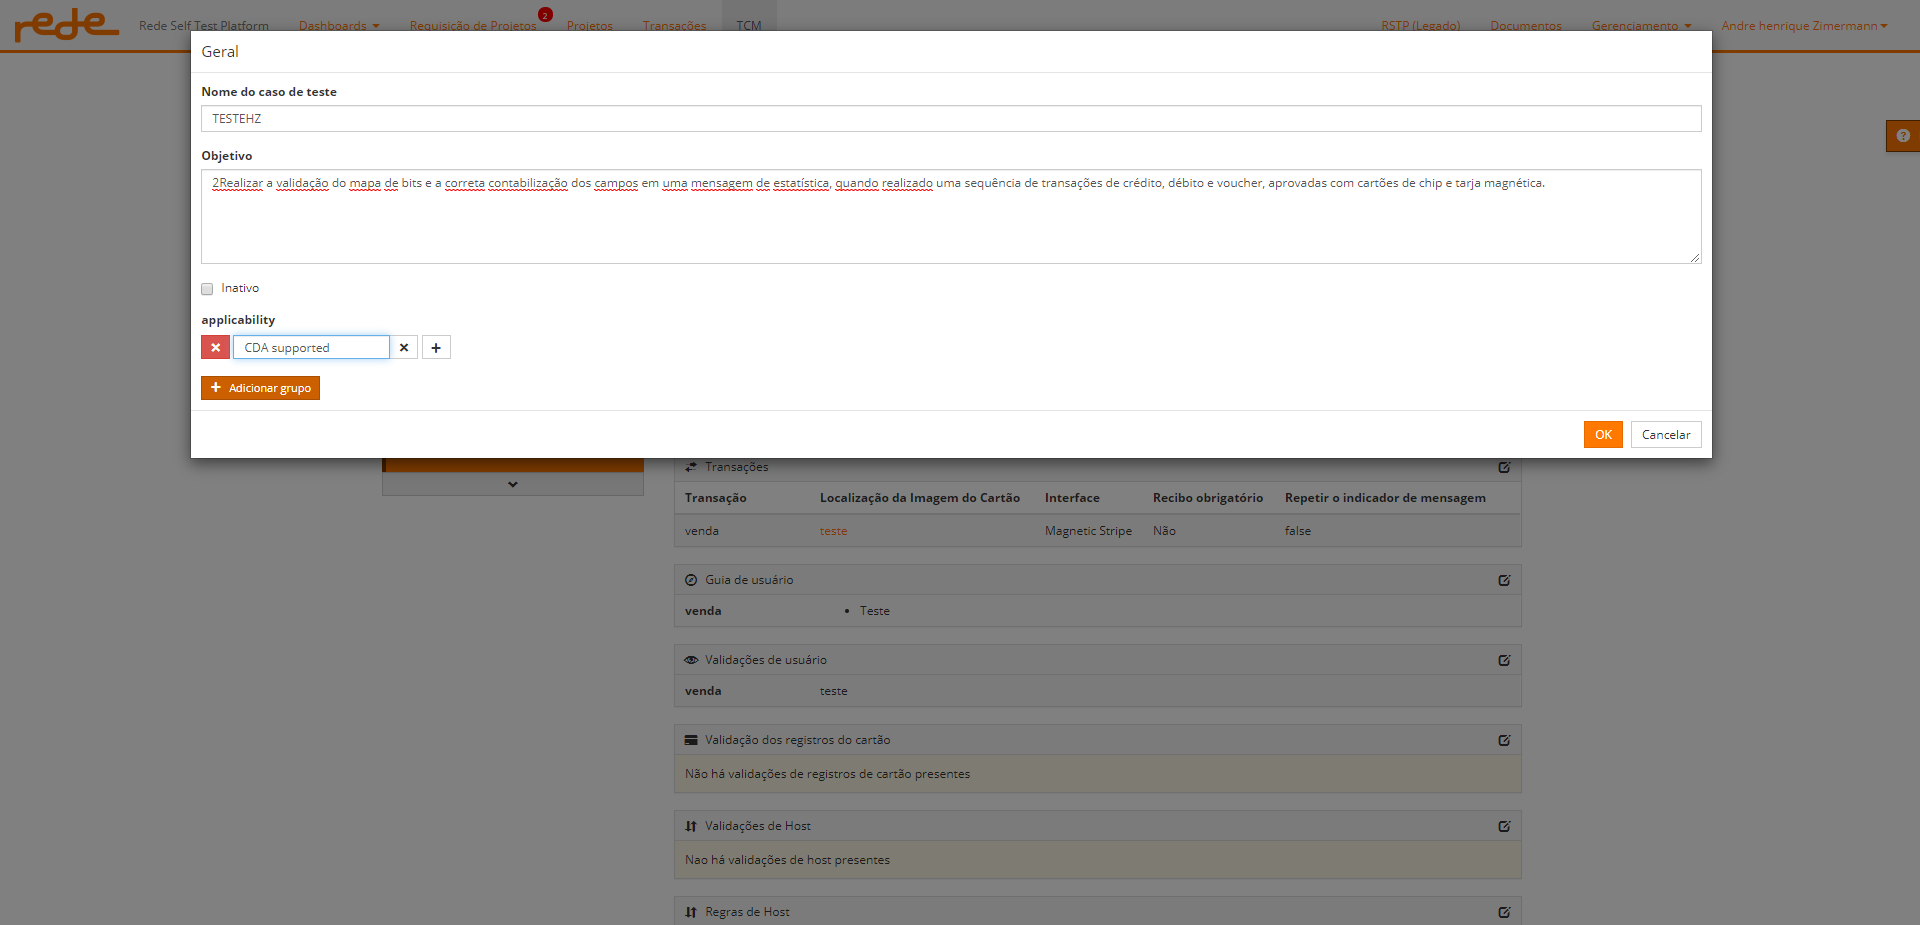 rede
Rede Self Test Platform
Dashboards
Requisição de Projetos
2
Projetos
Transações
TCM
RSTP (Legado)
Documentos
Gerenciamento
Andre henrique Zimermann
Geral
Nome do caso de teste
TESTEHZ
Objetivo
2Realizar a validação do mapa de bits e a correta contabilização dos campos em uma mensagem de estatística, quando realizado uma sequência de transações de crédito, débito e voucher, aprovadas com cartões de chip e tarja magnética.
Inativo
applicability
CDA supported
Adicionar grupo
OK
Cancelar
Transações
Transação Localização da Imagem do Cartão Interface Recibo obrigatório Repetir o indicador de mensagem
venda teste Magnetic Stripe Não false
Guia de usuário
venda • Teste
Validações de usuário
venda teste
Validação dos registros do cartão
Não há validações de registros de cartão presentes
Validações de Host
Nao há validações de host presentes
Regras de Host